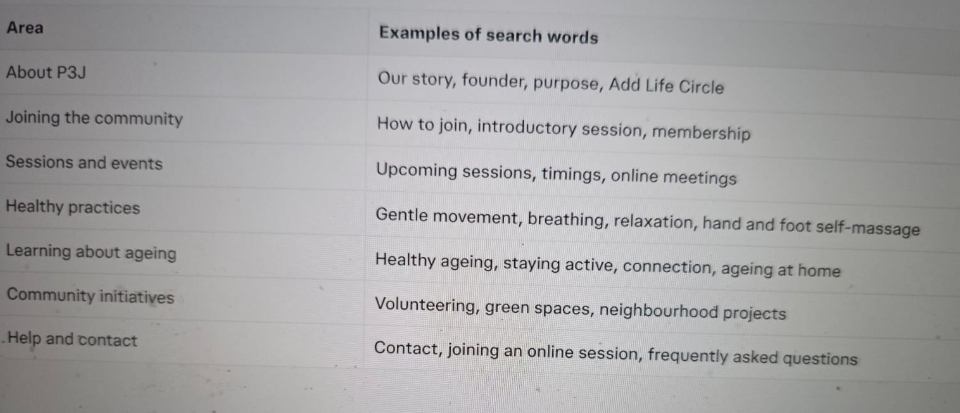 Area Examples of search words
About P3J Our story, founder, purpose, Add Life Circle
Joining the community How to join, introductory session, membership
Sessions and events Upcoming sessions, timings, online meetings
Healthy practices Gentle movement, breathing, relaxation, hand and foot self-massage
Learning about ageing Healthy ageing, staying active, connection, ageing at home
Community initiatives Volunteering, green spaces, neighbourhood projects
Help and contact Contact, joining an online session, frequently asked questions